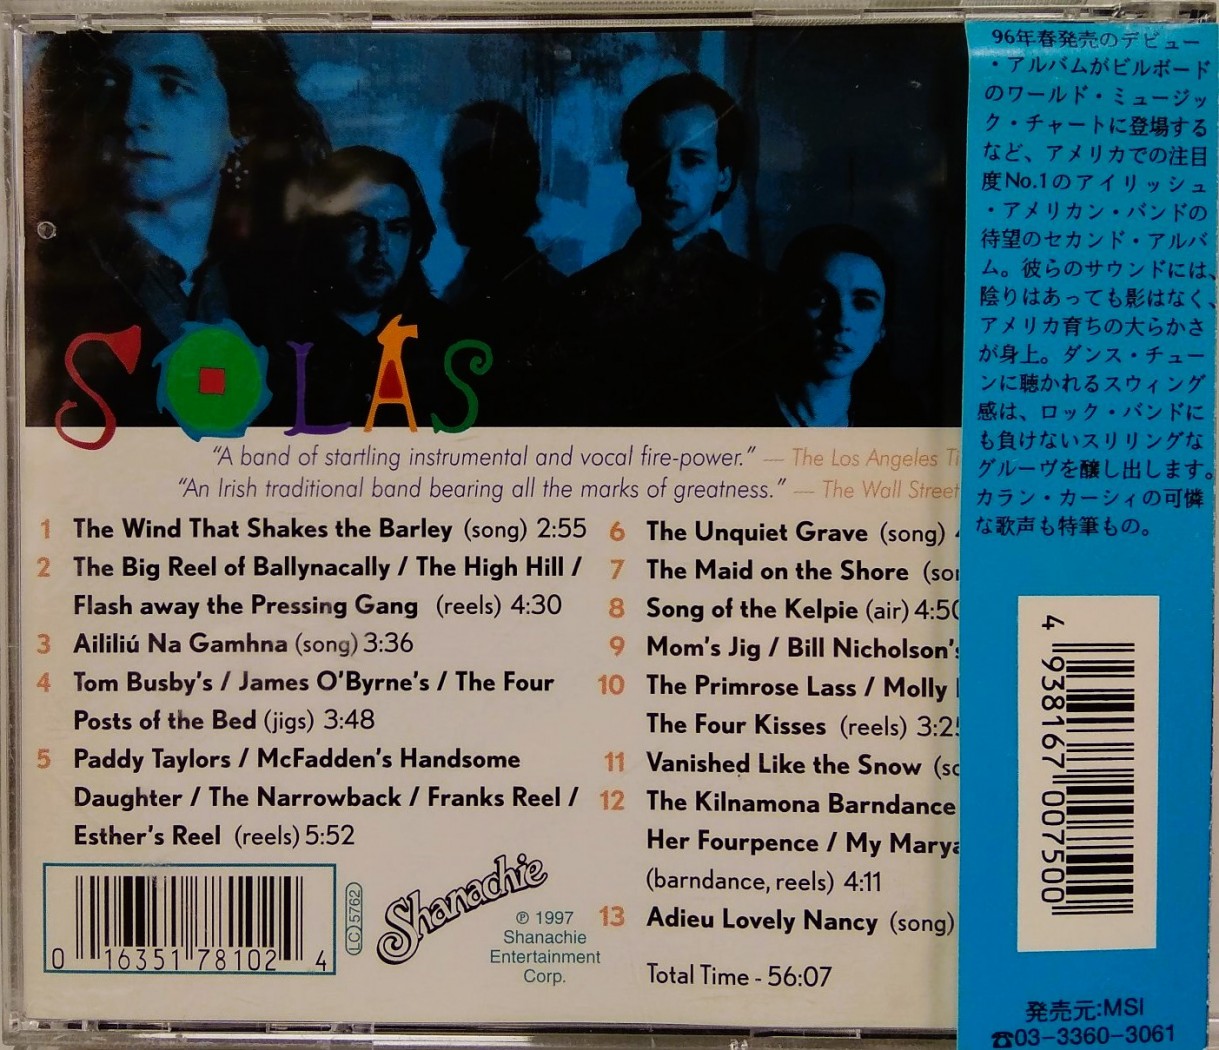 SOLAS
“A band of startling instrumental and vocal fire-power.” — The Los Angeles
“An Irish traditional band bearing all the marks of greatness.” — The Wall Street
1 The Wind That Shakes the Barley (song) 2:55
2 The Big Reel of Ballynacally / The High Hill /
Flash away the Pressing Gang (reels) 4:30
3 Aililiú Na Gamhna (song) 3:36
4 Tom Busby's / James O'Byrne's / The Four
Posts of the Bed (jigs) 3:48
5 Paddy Taylors / McFadden's Handsome
Daughter / The Narrowback / Franks Reel /
Esther's Reel (reels) 5:52
6 The Unquiet Grave (song)
7 The Maid on the Shore
8 Song of the Kelpie (air) 4:50
9 Mom's Jig / Bill Nicholson's
10 The Primrose Lass / Molly
The Four Kisses (reels)
11 Vanished Like the Snow
12 The Kilnamona Barndance
Her Fourpence / My
(barndance, reels) 4:11
13 Adieu Lovely Nancy (song)
Total Time - 56:07
0 16351 78102 4
LC 5762
Shanachie
℗ 1997
Shanachie
Entertainment
Corp.
96年春発売のデビュー
・アルバムがビルボード
のワールド・ミュージッ
ク・チャートに登場する
など、アメリカでの注目
度No.1のアイリッシュ
・アメリカン・バンドの
待望のセカンド・アルバ
ム。彼らのサウンドには、
陰りはあっても影はなく、
アメリカ育ちの大らかさ
が身上。ダンス・チュー
ンに聴かれるスウィング
感は、ロック・バンドに
も負けないスリリングな
グルーヴを醸し出します。
カラン・カーシィの可憐
な歌声も特筆もの。
4 938167 007500
発売元:MSI
☎03-3360-3061